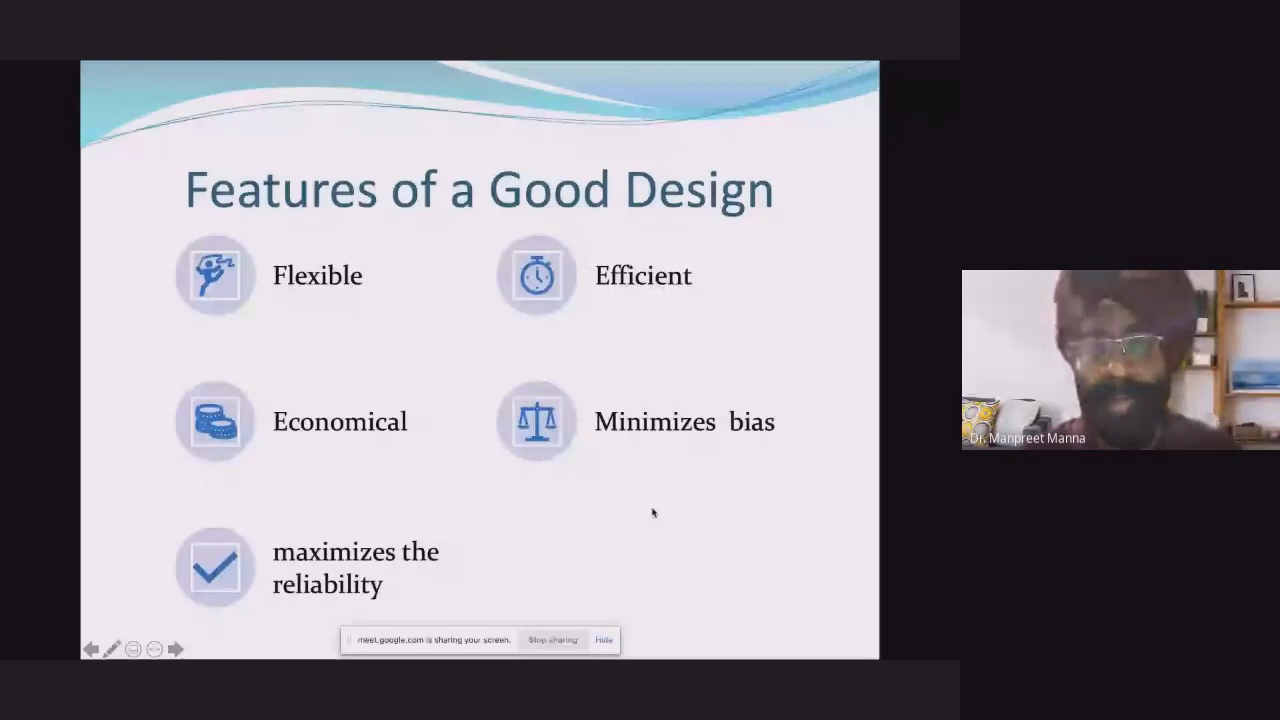 Features of a Good Design
Flexible
Efficient
Economical
Minimizes bias
maximizes the
reliability
meet.google.com is sharing your screen.
Stop sharing
Hide
Dr. Manpreet Manna